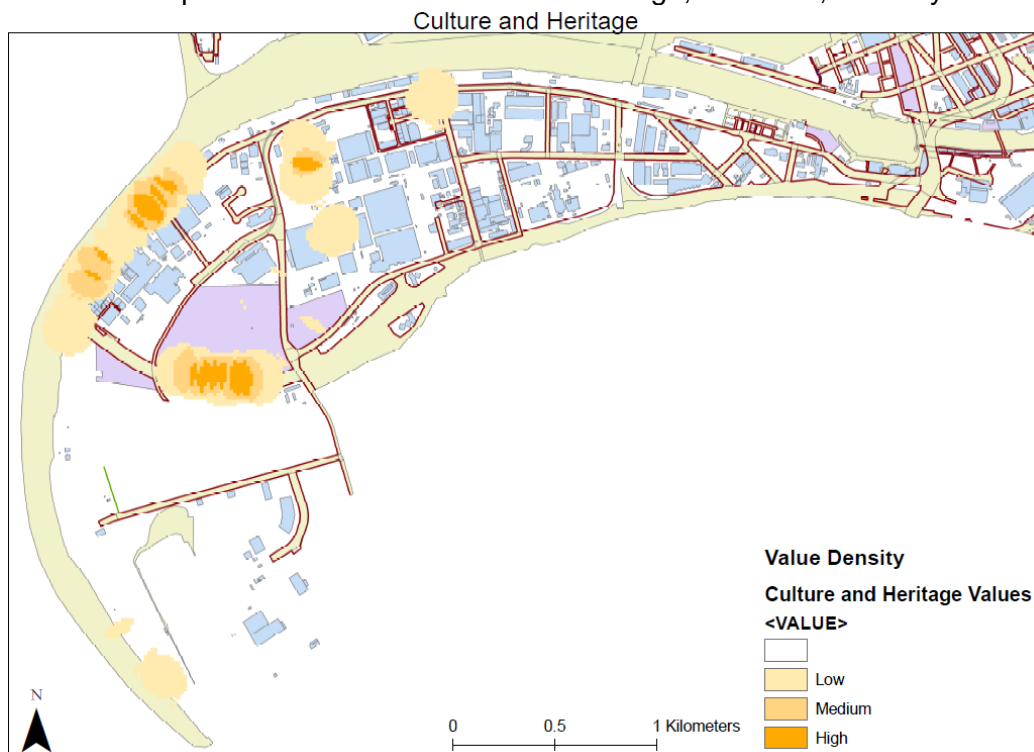 Culture and Heritage
Value Density
Culture and Heritage Values
<VALUE>
Low
Medium
High
N
0 0.5 1 Kilometers